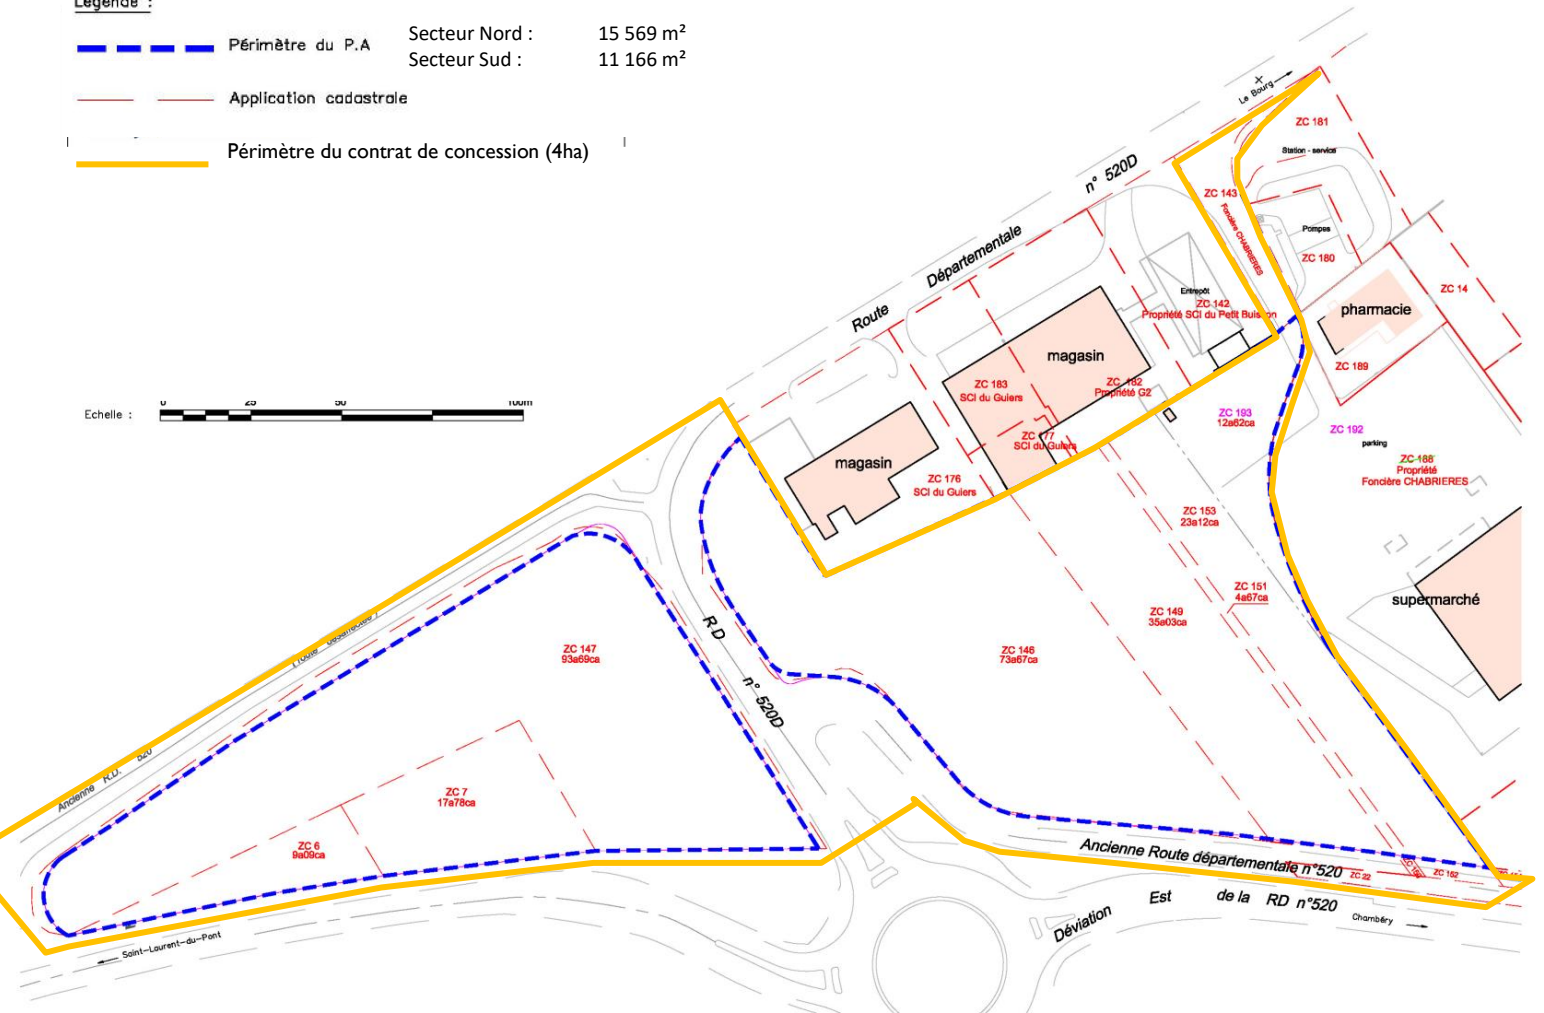 Légende :
Périmètre du P.A
Secteur Nord : 15 569 m²
Secteur Sud : 11 166 m²
Application cadastrale
Périmètre du contrat de concession (4ha)
Echelle :
0 25 50 100m
Le Bourg
ZC 181
Station - service
n° 520D
ZC 143
Foncière CHABRIERES
Pompes
ZC 180
Départementale
Route
Entrepôt
ZC 142
Propriété SCI du Petit Buisson
ZC 14
pharmacie
ZC 189
magasin
ZC 183
SCI du Guiers
ZC 182
Propriété G2
ZC 177
SCI du Guiers
magasin
ZC 176
SCI du Guiers
ZC 193
12a62ca
ZC 192
parking
ZC 188
Propriété
Foncière CHABRIERES
ZC 153
23a12ca
ZC 151
4a67ca
ZC 149
35a03ca
supermarché
RD
n° 520D
ZC 147
93a69ca
ZC 146
73a67ca
Ancienne R.D. 520
ZC 7
17a78ca
ZC 6
9a09ca
Ancienne Route départementale n°520
ZC 22
ZC 152
Déviation Est de la RD n°520
Chambéry
Saint-Laurent-du-Pont